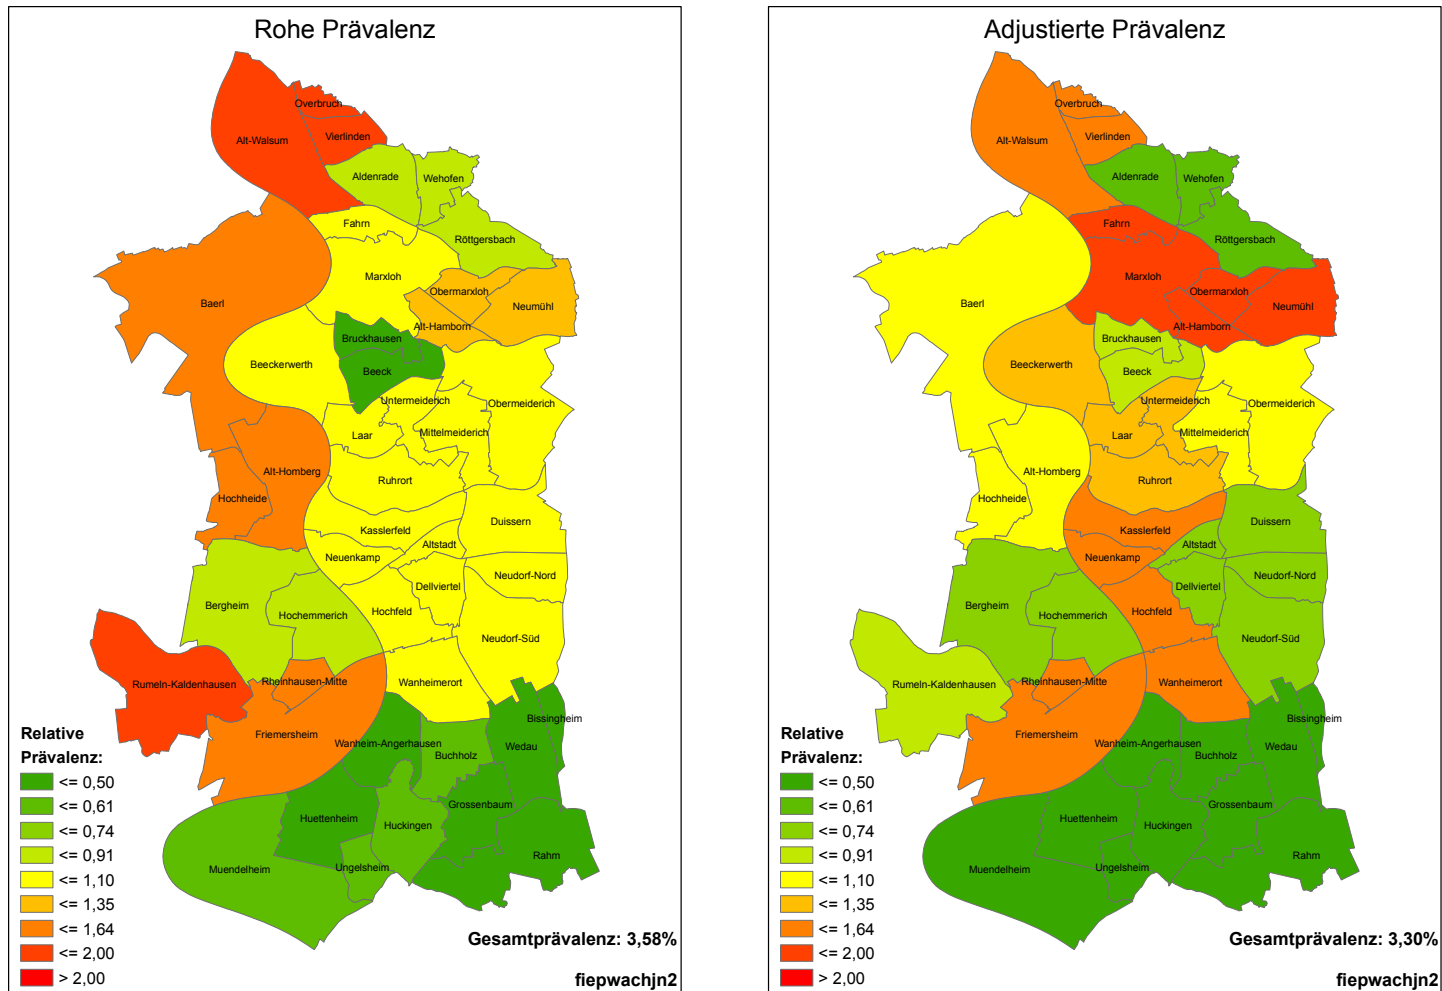 Rohe Prävalenz
Overbruch
Alt-Walsum
Vierlinden
Aldenrade
Wehofen
Fahrn
Röttgersbach
Marxloh
Obermarxloh
Neumühl
Baerl
Alt-Hamborn
Bruckhausen
Beeckerwerth
Beeck
Untermeiderich
Obermeiderich
Laar
Mittelmeiderich
Alt-Homberg
Ruhrort
Hochheide
Kasslerfeld
Duissern
Altstadt
Neuenkamp
Neudorf-Nord
Dellviertel
Bergheim
Hochemmerich
Hochfeld
Neudorf-Süd
Rumeln-Kaldenhausen
Rheinhausen-Mitte
Wanheimerort
Bissingheim
Friemersheim
Wanheim-Angerhausen
Wedau
Buchholz
Grossenbaum
Huettenheim
Huckingen
Rahm
Muendelheim
Ungelsheim
Relative
Prävalenz:
<= 0,50
<= 0,61
<= 0,74
<= 0,91
<= 1,10
<= 1,35
<= 1,64
<= 2,00
> 2,00
Gesamtprävalenz: 3,58%
fiepwachjn2
Adjustierte Prävalenz
Overbruch
Alt-Walsum
Vierlinden
Aldenrade
Wehofen
Fahrn
Röttgersbach
Marxloh
Obermarxloh
Neumühl
Baerl
Alt-Hamborn
Bruckhausen
Beeckerwerth
Beeck
Untermeiderich
Obermeiderich
Laar
Mittelmeiderich
Alt-Homberg
Ruhrort
Hochheide
Kasslerfeld
Duissern
Altstadt
Neuenkamp
Neudorf-Nord
Dellviertel
Bergheim
Hochemmerich
Hochfeld
Neudorf-Süd
Rumeln-Kaldenhausen
Rheinhausen-Mitte
Wanheimerort
Bissingheim
Friemersheim
Wanheim-Angerhausen
Wedau
Buchholz
Grossenbaum
Huettenheim
Huckingen
Rahm
Muendelheim
Ungelsheim
Relative
Prävalenz:
<= 0,50
<= 0,61
<= 0,74
<= 0,91
<= 1,10
<= 1,35
<= 1,64
<= 2,00
> 2,00
Gesamtprävalenz: 3,30%
fiepwachjn2